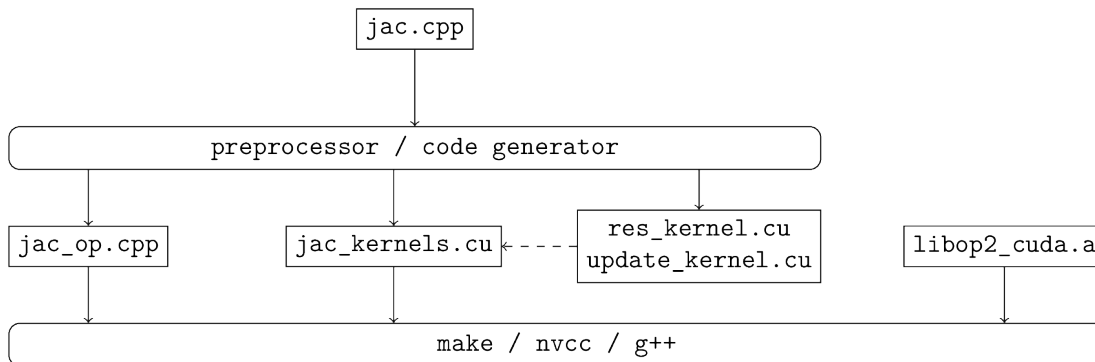 jac.cpp
preprocessor / code generator
jac_op.cpp
jac_kernels.cu
res_kernel.cu
update_kernel.cu
libop2_cuda.a
make / nvcc / g++